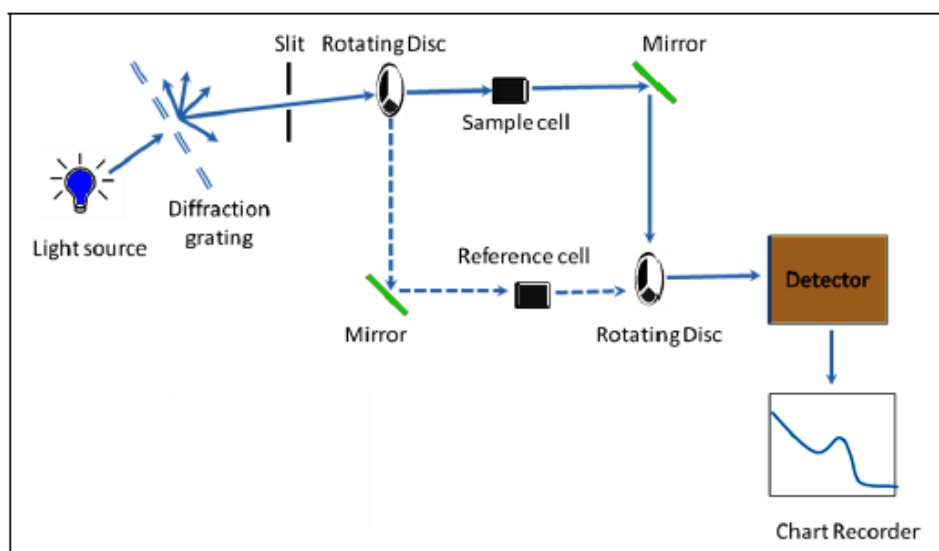 Slit
Rotating Disc
Mirror
Sample cell
Diffraction
grating
Light source
Reference cell
Detector
Mirror
Rotating Disc
Chart Recorder